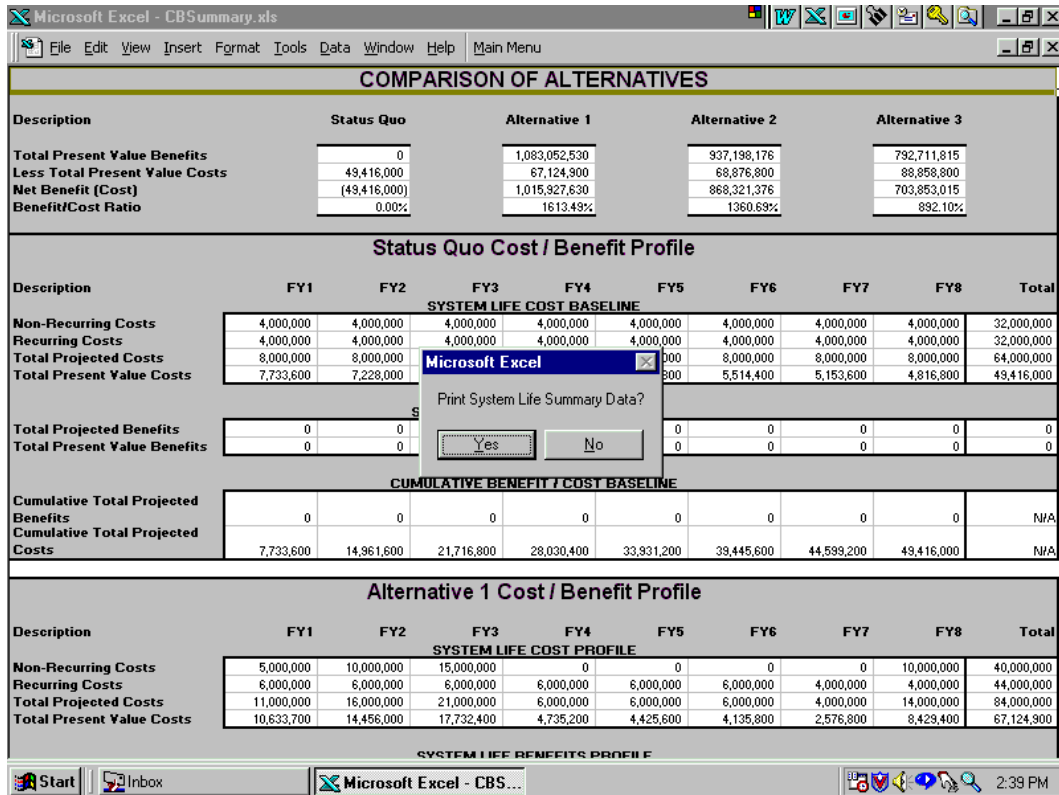 Microsoft Excel - CBSummary.xls
File Edit View Insert Format Tools Data Window Help Main Menu
COMPARISON OF ALTERNATIVES
Description Status Quo Alternative 1 Alternative 2 Alternative 3
Total Present Value Benefits 0 1,083,052,530 937,198,176 792,711,815
Less Total Present Value Costs 49,416,000 67,124,900 68,876,800 88,858,800
Net Benefit (Cost) (49,416,000) 1,015,927,630 868,321,376 703,853,015
Benefit/Cost Ratio 0.00% 1613.49% 1360.69% 892.10%
Status Quo Cost / Benefit Profile
Description FY1 FY2 FY3 FY4 FY5 FY6 FY7 FY8 Total
SYSTEM LIFE COST BASELINE
Non-Recurring Costs 4,000,000 4,000,000 4,000,000 4,000,000 4,000,000 4,000,000 4,000,000 4,000,000 32,000,000
Recurring Costs 4,000,000 4,000,000 4,000,000 4,000,000 4,000,000 4,000,000 4,000,000 4,000,000 32,000,000
Total Projected Costs 8,000,000 8,000,000 000 8,000,000 8,000,000 8,000,000 64,000,000
Total Present Value Costs 7,733,600 7,228,000 800 5,514,400 5,153,600 4,816,800 49,416,000
Microsoft Excel
Print System Life Summary Data?
Yes No
S
Total Projected Benefits 0 0 0 0 0 0 0
Total Present Value Benefits 0 0 0 0 0 0 0
CUMULATIVE BENEFIT / COST BASELINE
Cumulative Total Projected
Benefits 0 0 0 0 0 0 0 0 N/A
Cumulative Total Projected
Costs 7,733,600 14,961,600 21,716,800 28,030,400 33,931,200 39,445,600 44,599,200 49,416,000 N/A
Alternative 1 Cost / Benefit Profile
Description FY1 FY2 FY3 FY4 FY5 FY6 FY7 FY8 Total
SYSTEM LIFE COST PROFILE
Non-Recurring Costs 5,000,000 10,000,000 15,000,000 0 0 0 0 10,000,000 40,000,000
Recurring Costs 6,000,000 6,000,000 6,000,000 6,000,000 6,000,000 6,000,000 4,000,000 4,000,000 44,000,000
Total Projected Costs 11,000,000 16,000,000 21,000,000 6,000,000 6,000,000 6,000,000 4,000,000 14,000,000 84,000,000
Total Present Value Costs 10,633,700 14,456,000 17,732,400 4,735,200 4,425,600 4,135,800 2,576,800 8,429,400 67,124,900
SYSTEM LIFE BENEFITS PROFILE
Start Inbox Microsoft Excel - CBS... 2:39 PM